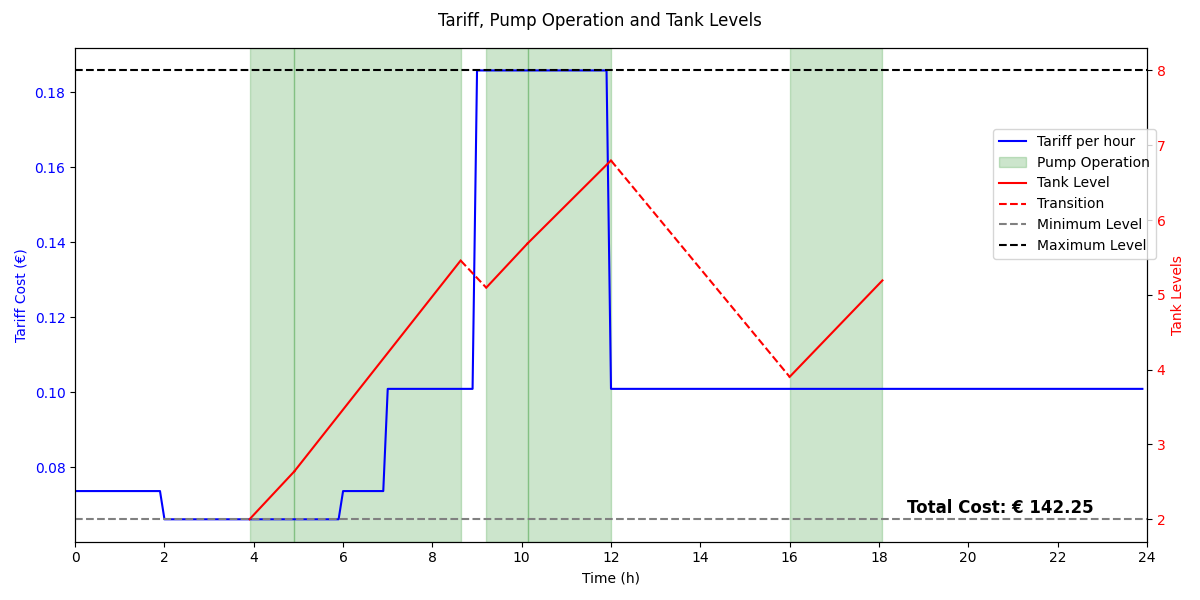 Tariff, Pump Operation and Tank Levels
Tariff Cost (€)
0.18
0.16
0.14
0.12
0.10
0.08
8
7
6
5
4
3
2
Tank Levels
Tariff per hour
Pump Operation
Tank Level
Transition
Minimum Level
Maximum Level
Total Cost: € 142.25
0 2 4 6 8 10 12 14 16 18 20 22 24
Time (h)